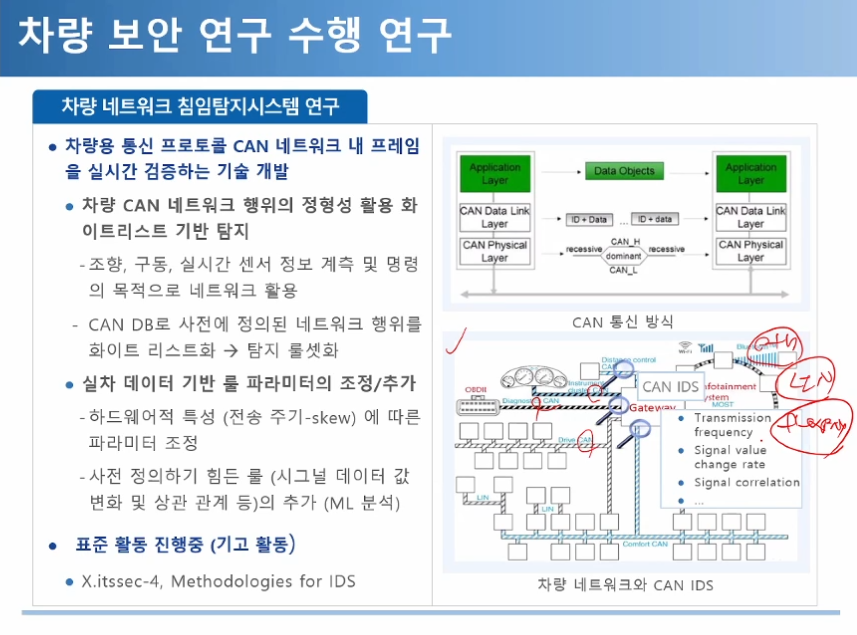 차량 보안 연구 수행 연구
차량 네트워크 침임탐지시스템 연구
• 차량용 통신 프로토콜 CAN 네트워크 내 프레임
을 실시간 검증하는 기술 개발
• 차량 CAN 네트워크 행위의 정형성 활용 화
이트리스트 기반 탐지
- 조향, 구동, 실시간 센서 정보 계측 및 명령
의 목적으로 네트워크 활용
- CAN DB로 사전에 정의된 네트워크 행위를
화이트 리스트화 → 탐지 룰셋화
• 실차 데이터 기반 룰 파라미터의 조정/추가
- 하드웨어적 특성 (전송 주기-skew) 에 따른
파라미터 조정
- 사전 정의하기 힘든 룰 (시그널 데이터 값
변화 및 상관 관계 등)의 추가 (ML 분석)
• 표준 활동 진행중 (기고 활동)
• X.itssec-4, Methodologies for IDS
Application
Layer
Data Objects
Application
Layer
CAN Data Link
Layer
ID + Data
...
ID + data
CAN Data Link
Layer
CAN Physical
Layer
recessive
CAN_H
dominant
CAN_L
recessive
CAN Physical
Layer
CAN 통신 방식
Distance control
CAN
Wi-Fi
Instrument
cluster CAN
CAN IDS
Infotainment
System
MOST
LIN
OBDII
Diagnostic CAN
Gateway
Drive CAN
• Transmission
frequency
• Signal value
change rate
• Signal correlation
• ...
LIN
LIN
Comfort CAN
차량 네트워크와 CAN IDS